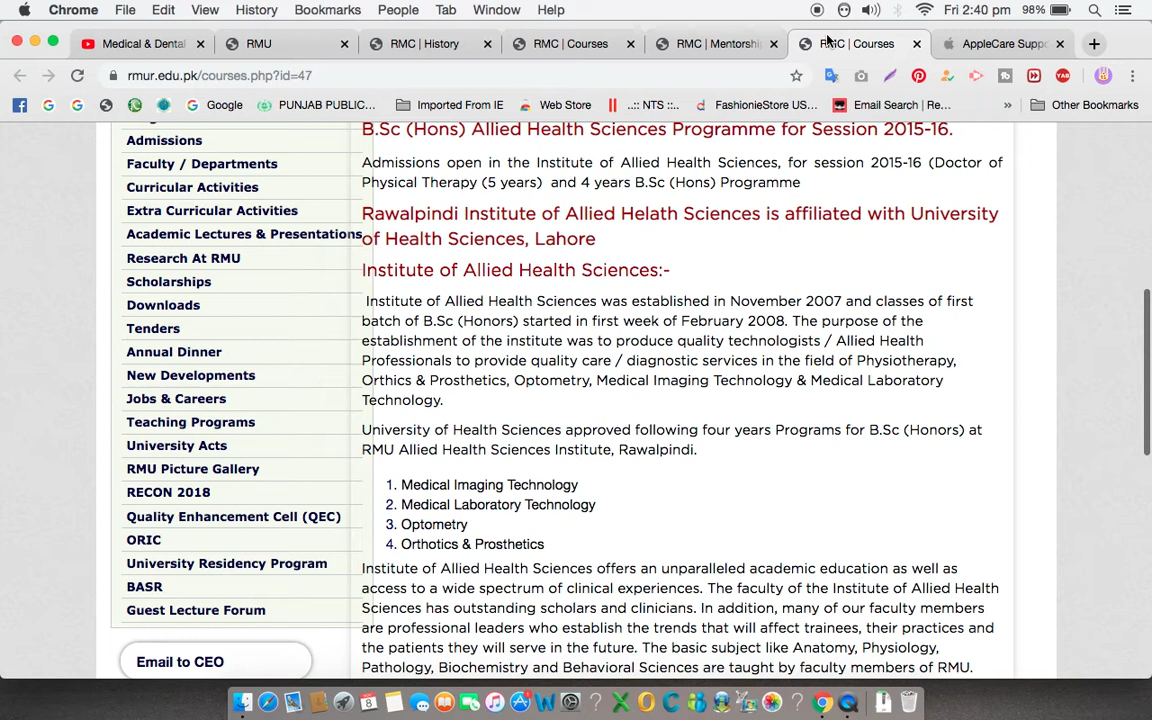 Chrome File Edit View History Bookmarks People Tab Window Help Fri 2:40 pm 98%
Medical & Dental RMU RMC | History RMC | Courses RMC | Mentorship RMC | Courses AppleCare Suppo
rmur.edu.pk/courses.php?id=47
Google PUNJAB PUBLIC... Imported From IE Web Store ..:: NTS ::.. FashionieStore US... Email Search | Re... » Other Bookmarks
Admissions
Faculty / Departments
Curricular Activities
Extra Curricular Activities
Academic Lectures & Presentations
Research At RMU
Scholarships
Downloads
Tenders
Annual Dinner
New Developments
Jobs & Careers
Teaching Programs
University Acts
RMU Picture Gallery
RECON 2018
Quality Enhancement Cell (QEC)
ORIC
University Residency Program
BASR
Guest Lecture Forum
Email to CEO
B.Sc (Hons) Allied Health Sciences Programme for Session 2015-16.
Admissions open in the Institute of Allied Health Sciences, for session 2015-16 (Doctor of
Physical Therapy (5 years) and 4 years B.Sc (Hons) Programme
Rawalpindi Institute of Allied Helath Sciences is affiliated with University
of Health Sciences, Lahore
Institute of Allied Health Sciences:-
Institute of Allied Health Sciences was established in November 2007 and classes of first
batch of B.Sc (Honors) started in first week of February 2008. The purpose of the
establishment of the institute was to produce quality technologists / Allied Health
Professionals to provide quality care / diagnostic services in the field of Physiotherapy,
Orthics & Prosthetics, Optometry, Medical Imaging Technology & Medical Laboratory
Technology.
University of Health Sciences approved following four years Programs for B.Sc (Honors) at
RMU Allied Health Sciences Institute, Rawalpindi.
1. Medical Imaging Technology
2. Medical Laboratory Technology
3. Optometry
4. Orthotics & Prosthetics
Institute of Allied Health Sciences offers an unparalleled academic education as well as
access to a wide spectrum of clinical experiences. The faculty of the Institute of Allied Health
Sciences has outstanding scholars and clinicians. In addition, many of our faculty members
are professional leaders who establish the trends that will affect trainees, their practices and
the patients they will serve in the future. The basic subject like Anatomy, Physiology,
Pathology, Biochemistry and Behavioral Sciences are taught by faculty members of RMU.